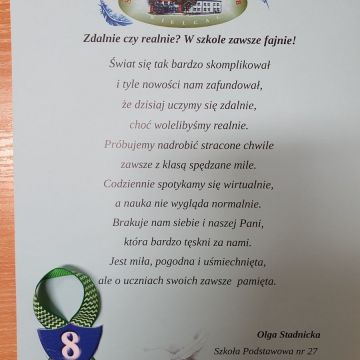 Zdalnie czy realnie? W szkole zawsze fajnie!
Świat się tak bardzo skomplikował
i tyle nowości nam zafundował,
że dzisiaj uczymy się zdalnie,
choć wolelibyśmy realnie.
Próbujemy nadrobić stracone chwile
zawsze z klasą spędzane mile.
Codziennie spotykamy się wirtualnie,
a nauka nie wygląda normalnie.
Brakuje nam siebie i naszej Pani,
która bardzo tęskni za nami.
Jest miła, pogodna i uśmiechnięta,
ale o uczniach swoich zawsze pamięta.
8
Olga Stadnicka
Szkoła Podstawowa nr 27